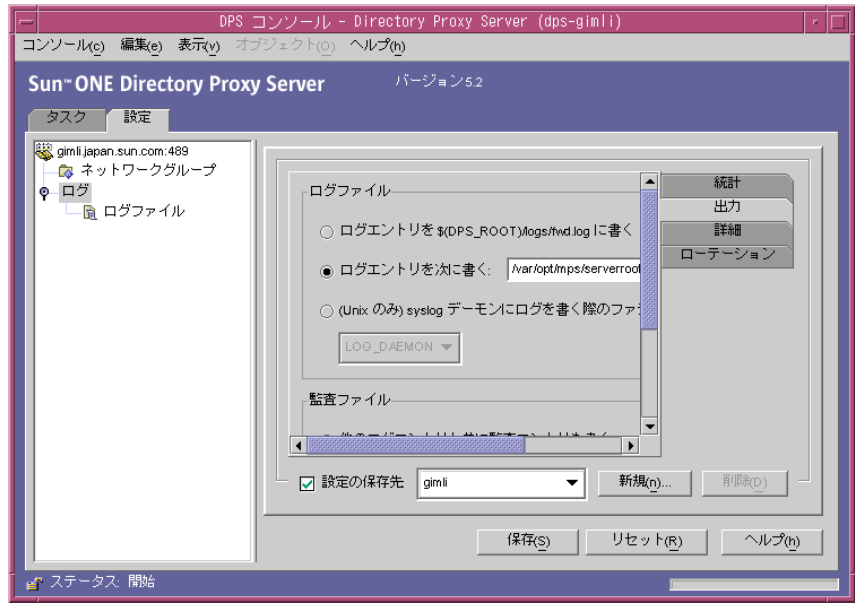 DPS コンソール - Directory Proxy Server (dps-gimli)
コンソール(c) 編集(e) 表示(v) オブジェクト(o) ヘルプ(h)
Sun™ ONE Directory Proxy Server バージョン5.2
タスク 設定
gimli.japan.sun.com:489
ネットワークグループ
ログ
ログファイル
ログファイル
ログエントリを $(DPS_ROOT)/logs/fwd.log に書く
ログエントリを次に書く: /var/opt/mps/serverroot
(Unix のみ) syslog デーモンにログを書く際のファ
LOG_DAEMON
監査ファイル
統計
出力
詳細
ローテーション
設定の保存先 gimli 新規(n)... 削除(D)
保存(S) リセット(R) ヘルプ(h)
ステータス: 開始